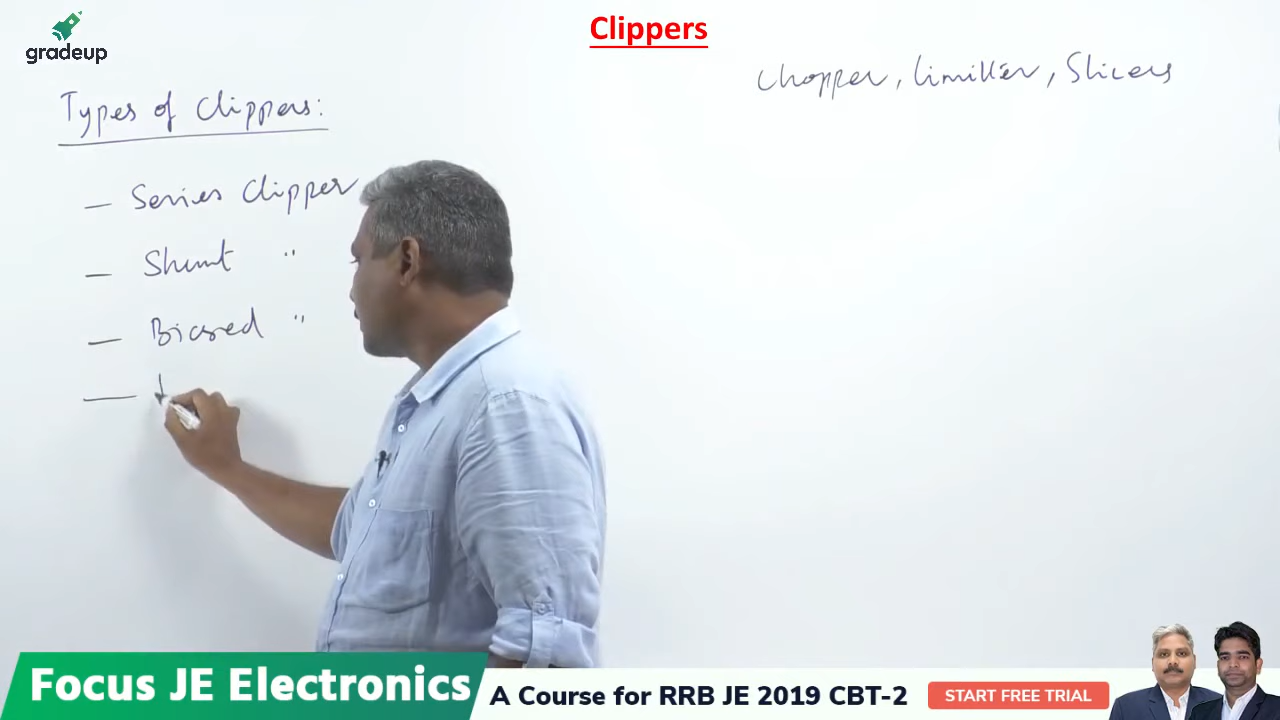 gradeup
Clippers
Chopper, Limitter, Slicers
Types of Clippers:
— Series Clipper
— Shunt "
— Biased "
—
Focus JE Electronics
A Course for RRB JE 2019 CBT-2
START FREE TRIAL